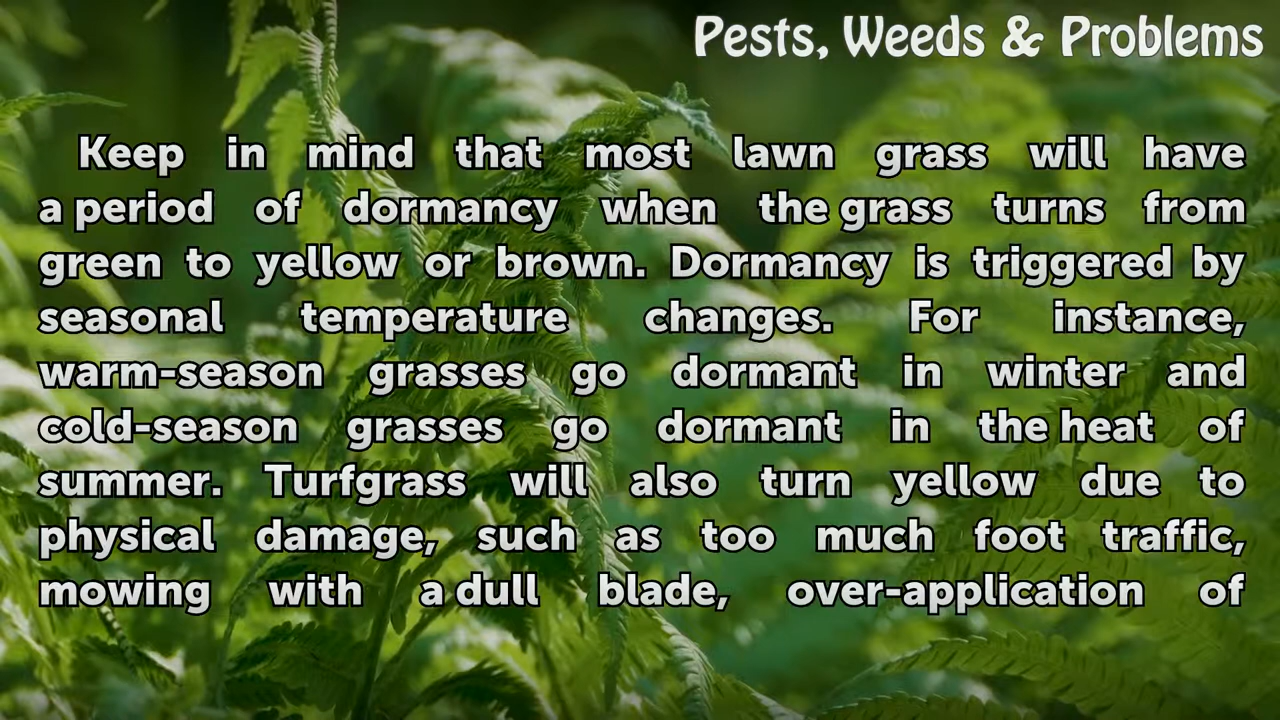 Pests, Weeds & Problems
Keep in mind that most lawn grass will have
a period of dormancy when the grass turns from
green to yellow or brown. Dormancy is triggered by
seasonal temperature changes. For instance,
warm-season grasses go dormant in winter and
cold-season grasses go dormant in the heat of
summer. Turfgrass will also turn yellow due to
physical damage, such as too much foot traffic,
mowing with a dull blade, over-application of